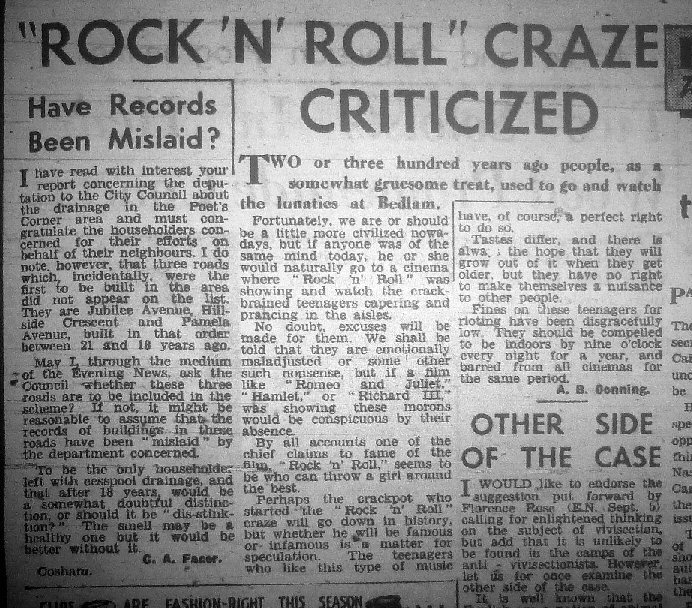 "ROCK 'N' ROLL" CRAZE
CRITICIZED
Have Records
Been Mislaid?
I have read with interest your
report concerning the depu-
tation to the City Council about
the drainage in the Poet's
Corner area and must con-
gratulate the householders con-
cerned for their efforts on
behalf of their neighbours. I do
note, however, that three roads
which, incidentally, were the
first to be built in the area
did not appear on the list.
They are Jubilee Avenue, Hill-
side Crescent and Pamela
Avenue, built in that order
between 21 and 18 years ago.
May I, through the medium
of the Evening News, ask the
Council whether these three
roads are to be included in the
scheme? If not, it might be
reasonable to assume that the
records of buildings in these
roads have been "mislaid" by
the department concerned.
To be the only householder
left with cesspool drainage, and
that after 18 years, would be
a somewhat doubtful distinc-
tion, or should it be "dis-stink-
tion?" The smell may be a
healthy one but it would be
better without it.
C. A. Facer.
Cosham.
TWO or three hundred years ago people, as a
somewhat gruesome treat, used to go and watch
the lunatics at Bedlam.
Fortunately, we are or should
be a little more civilized nowa-
days, but if anyone was of the
same mind today, he or she
would naturally go to a cinema
where "Rock 'n' Roll" was
showing and watch the crack-
brained teenagers capering and
prancing in the aisles.
No doubt, excuses will be
made for them. We shall be
told that they are emotionally
maladjusted or some other
such nonsense, but if a film
like "Romeo and Juliet,"
"Hamlet," or "Richard III,"
was showing these morons
would be conspicuous by their
absence.
By all accounts one of the
chief claims to fame of the
film, "Rock 'n' Roll," seems to
be who can throw a girl around
the best.
Perhaps the crackpot who
started the "Rock 'n' Roll"
craze will go down in history,
but whether he will be famous
or infamous is a matter for
speculation. The teenagers
who like this type of music
have, of course, a perfect right
to do so.
Tastes differ, and there is
the hope that they will
grow out of it when they get
older, but they have no right
to make themselves a nuisance
to other people.
Fines on these teenagers for
rioting have been disgracefully
low. They should be compelled
to be indoors by nine o'clock
every night for a year, and
barred from all cinemas for
the same period.
A. B. Conning.
OTHER SIDE
OF THE CASE
I WOULD like to endorse the
suggestion put forward by
Florence Rose (E.N. Sept. 5)
calling for enlightened thinking
on the subject of vivisection,
but add that it is unlikely to
be found in the camps of the
anti-vivisectionists. However,
let us for once examine the
other side of the case.
It is well known that the
ARE FASHION-RIGHT THIS SEASON